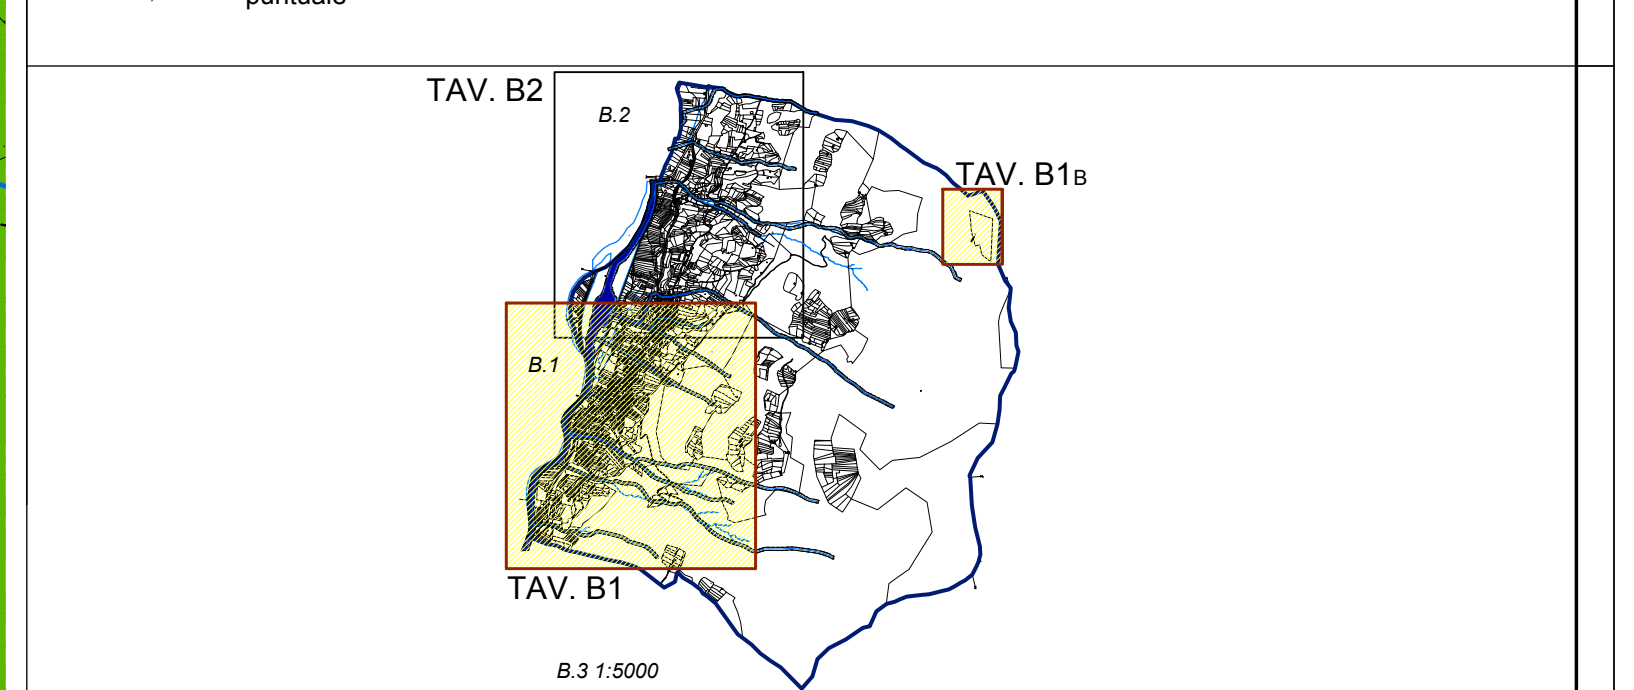 puntuale
TAV. B2
B.2
TAV. B1B
B.1
TAV. B1
B.3 1:5000